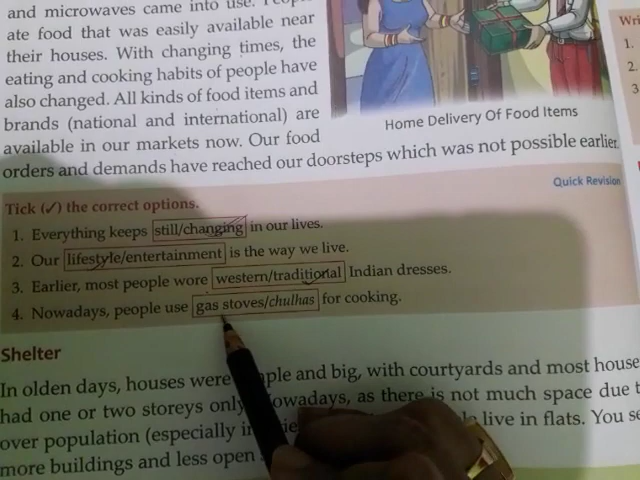 and microwaves came into use.
ate food that was easily available near
their houses. With changing times, the
eating and cooking habits of people have
also changed. All kinds of food items and
brands (national and international) are
available in our markets now. Our food
orders and demands have reached our doorsteps which was not possible earlier.
Home Delivery Of Food Items
Wri
1.
2.
3
Quick Revision
Tick (✓) the correct options.
1. Everything keeps still/changing in our lives.
2. Our lifestyle/entertainment is the way we live.
3. Earlier, most people wore western/traditional Indian dresses.
4. Nowadays, people use gas stoves/chulhas for cooking.
Shelter
In olden days, houses were and big, with courtyards and most house
had one or two storeys only. Nowadays, as there is not much space due t
over population (especially in live in flats. You se
more buildings and less open